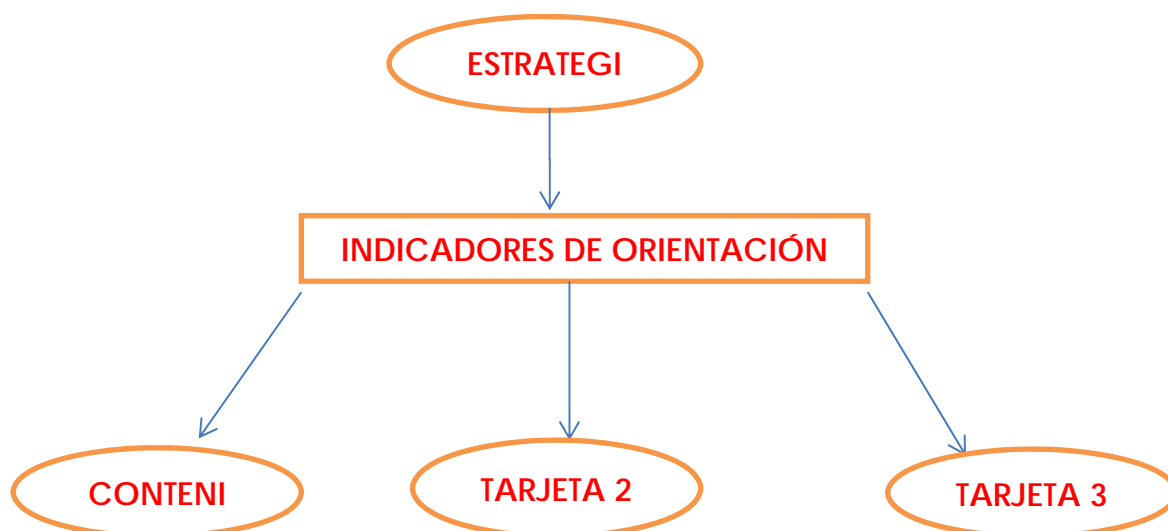 ESTRATEGI
INDICADORES DE ORIENTACIÓN
CONTENI
TARJETA 2
TARJETA 3